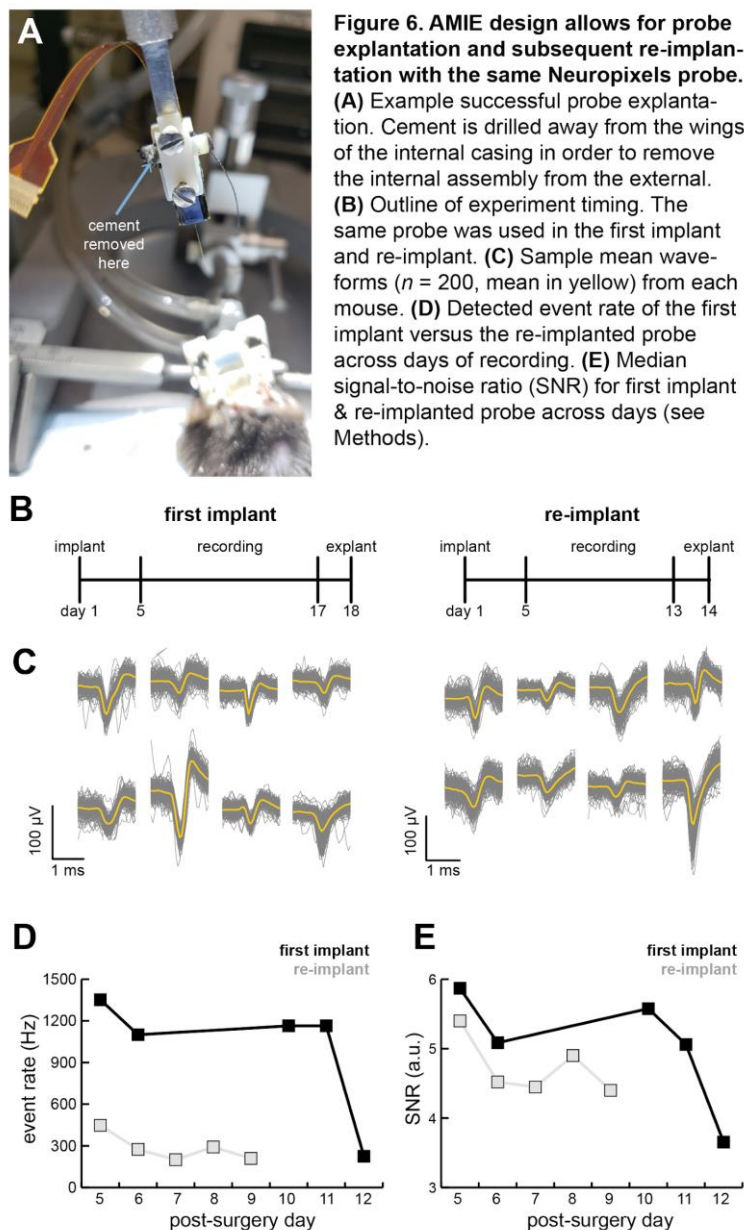 A
cement
removed
here
Figure 6. AMIE design allows for probe
explantation and subsequent re-implan-
tation with the same Neuropixels probe.
(A) Example successful probe explanta-
tion. Cement is drilled away from the wings
of the internal casing in order to remove
the internal assembly from the external.
(B) Outline of experiment timing. The
same probe was used in the first implant
and re-implant. (C) Sample mean wave-
forms (n = 200, mean in yellow) from each
mouse. (D) Detected event rate of the first
implant versus the re-implanted probe
across days of recording. (E) Median
signal-to-noise ratio (SNR) for first implant
& re-implanted probe across days (see
Methods).
B
first implant
implant recording explant
day 1 5 17 18
re-implant
implant recording explant
day 1 5 13 14
C
100 µV
1 ms
100 µV
1 ms
D
first implant
re-implant
event rate (Hz)
1500
1200
900
600
300
0
5 6 7 8 9 10 11 12
post-surgery day
E
first implant
re-implant
SNR (a.u.)
6
5
4
3
5 6 7 8 9 10 11 12
post-surgery day